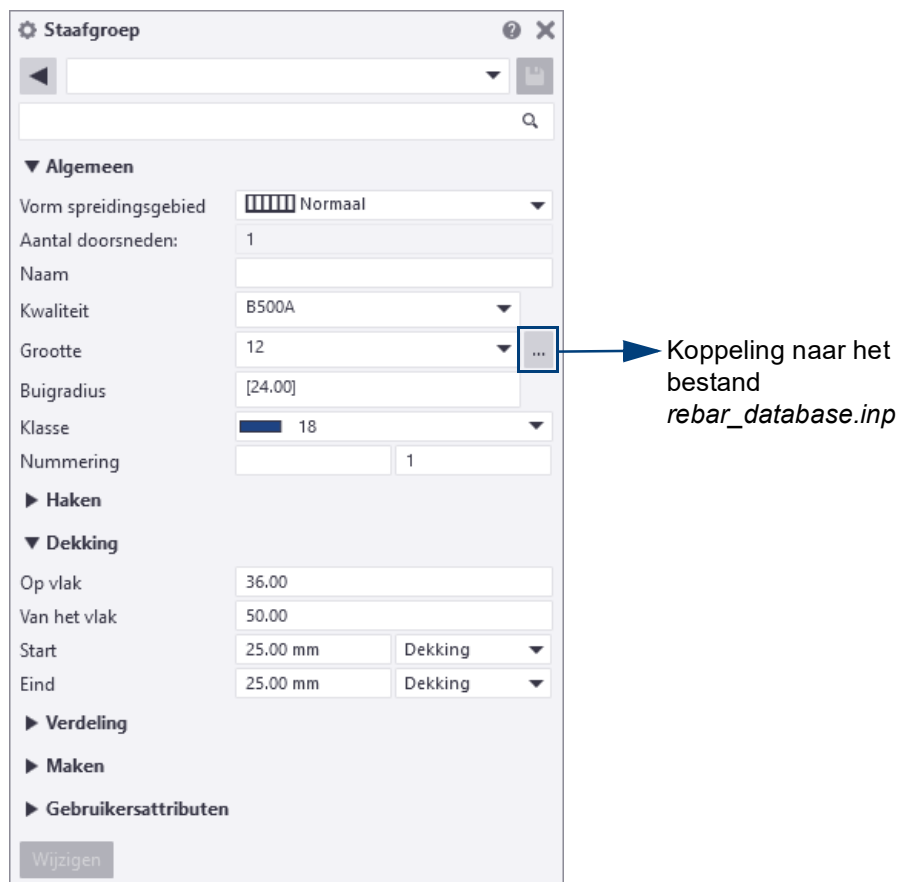 Staafgroep
Algemeen
Vorm spreidingsgebied Normaal
Aantal doorsneden: 1
Naam
Kwaliteit B500A
Grootte 12 ...
Koppeling naar het
bestand
rebar_database.inp
Buigradius [24.00]
Klasse 18
Nummering 1
Haken
Dekking
Op vlak 36.00
Van het vlak 50.00
Start 25.00 mm Dekking
Eind 25.00 mm Dekking
Verdeling
Maken
Gebruikersattributen
Wijzigen